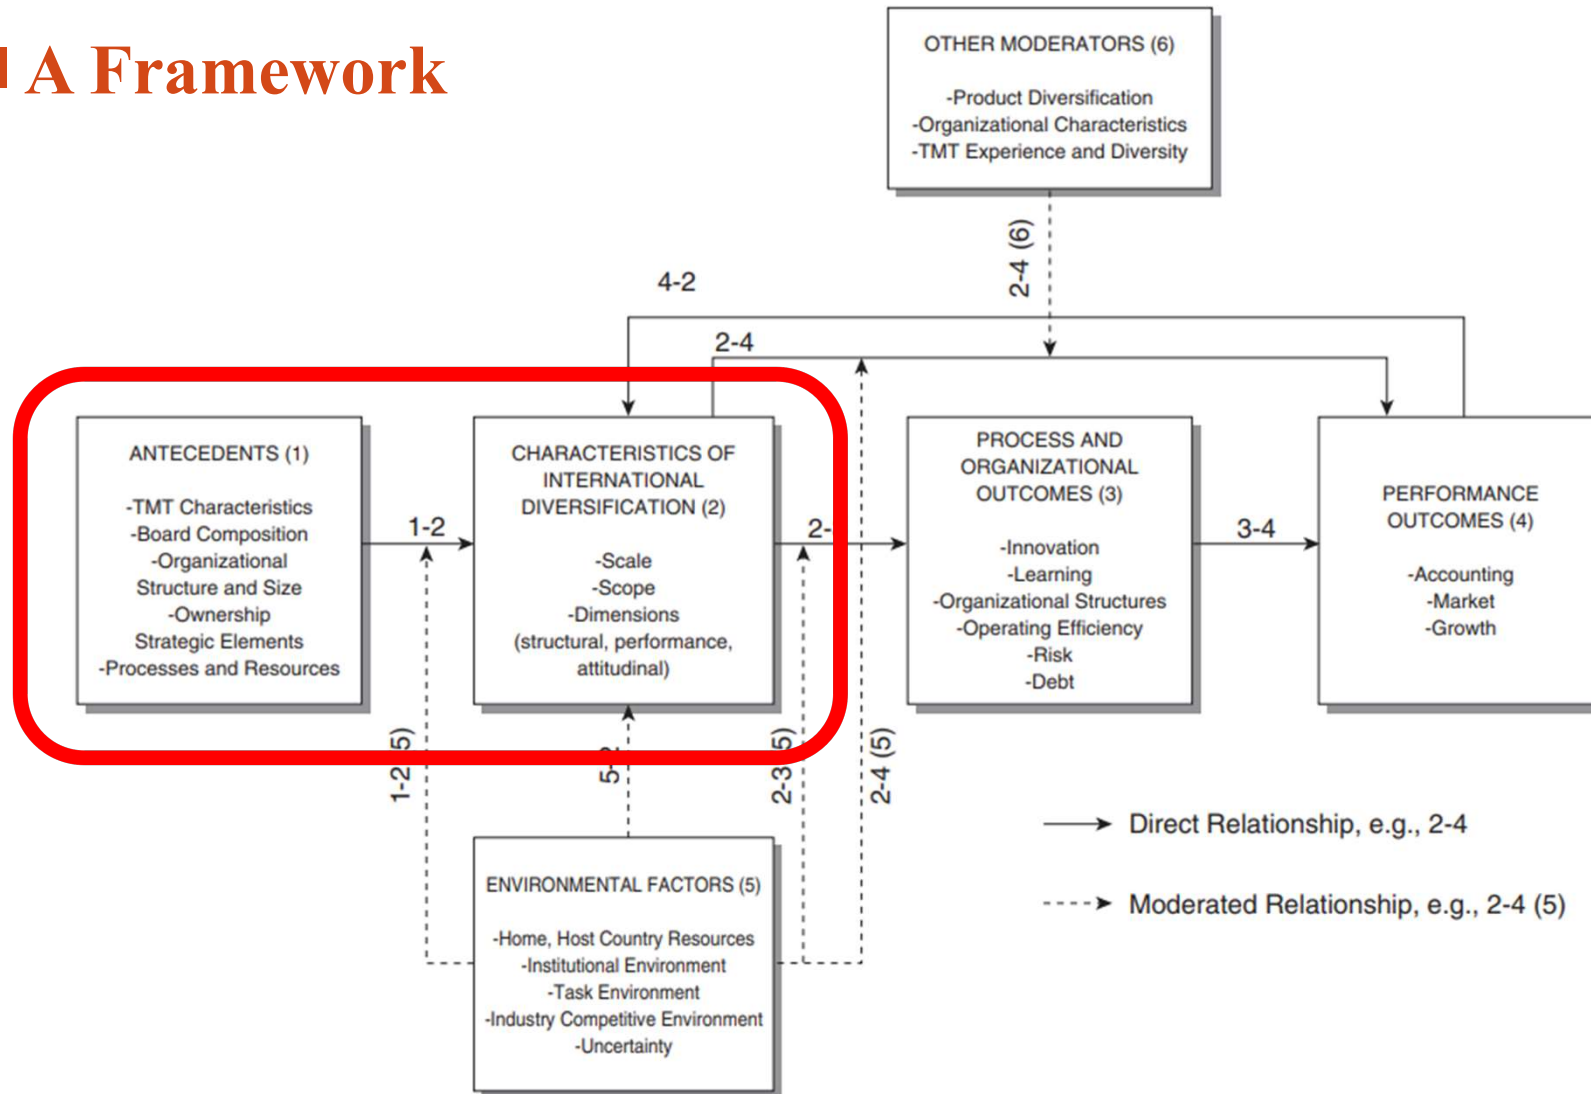 A Framework
OTHER MODERATORS (6)
-Product Diversification
-Organizational Characteristics
-TMT Experience and Diversity
2-4 (6)
4-2
2-4
ANTECEDENTS (1)
-TMT Characteristics
-Board Composition
-Organizational
Structure and Size
-Ownership
Strategic Elements
-Processes and Resources
1-2
CHARACTERISTICS OF
INTERNATIONAL
DIVERSIFICATION (2)
-Scale
-Scope
-Dimensions
(structural, performance,
attitudinal)
2-
PROCESS AND
ORGANIZATIONAL
OUTCOMES (3)
-Innovation
-Learning
-Organizational Structures
-Operating Efficiency
-Risk
-Debt
3-4
PERFORMANCE
OUTCOMES (4)
-Accounting
-Market
-Growth
1-2 (5)
5-2
2-3 (5)
2-4 (5)
ENVIRONMENTAL FACTORS (5)
-Home, Host Country Resources
-Institutional Environment
-Task Environment
-Industry Competitive Environment
-Uncertainty
Direct Relationship, e.g., 2-4
Moderated Relationship, e.g., 2-4 (5)